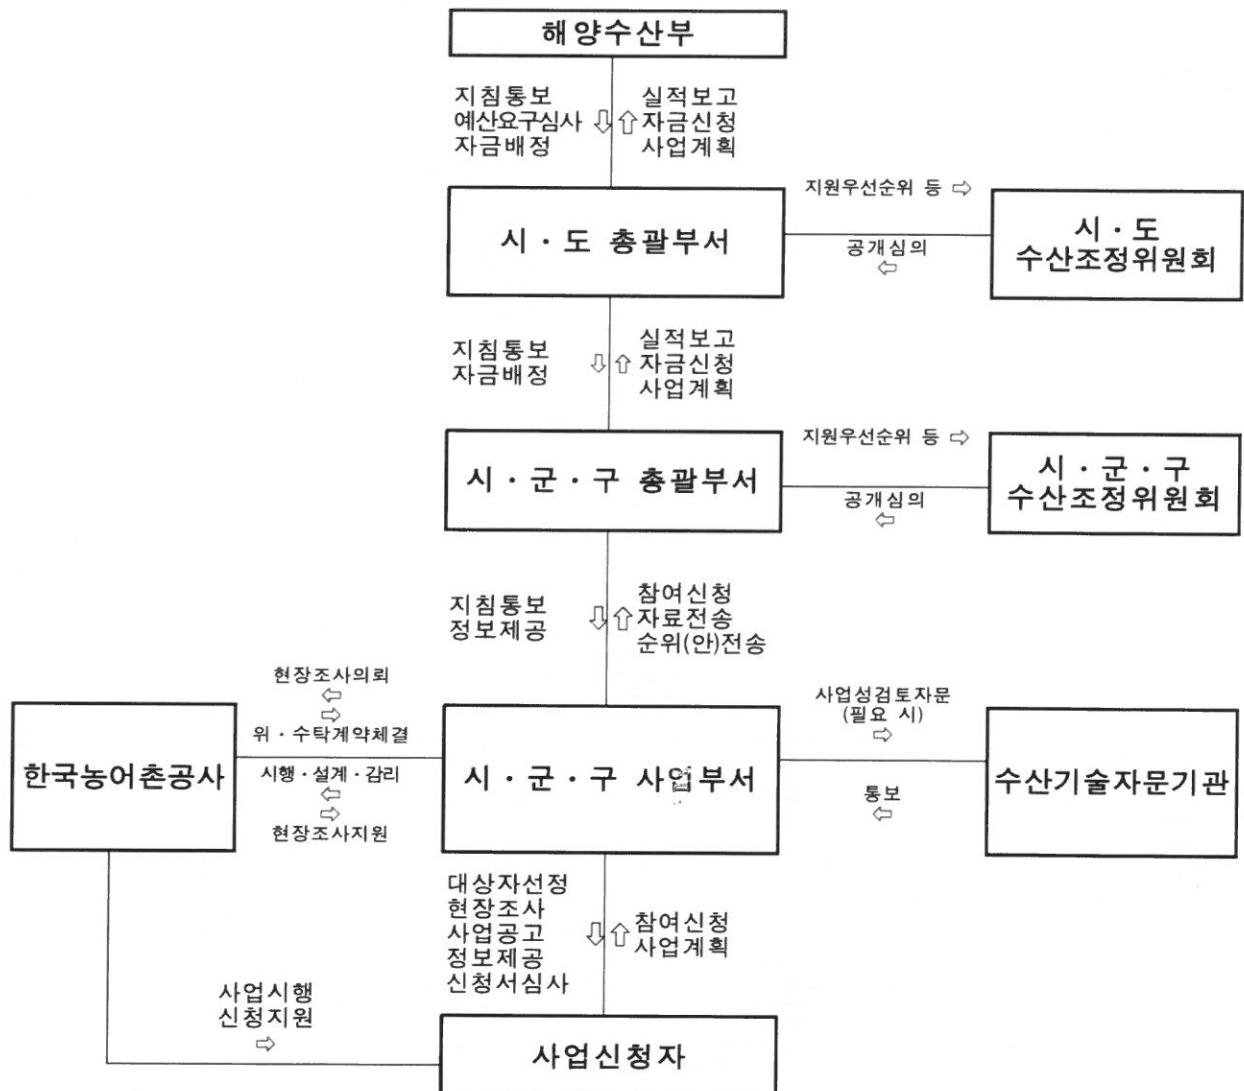 해양수산부
지침통보
예산요구심사
자금배정
⇩ ⇧
실적보고
자금신청
사업계획
시·도 총괄부서
지원우선순위 등 ⇨
공개심의
⇦
시·도
수산조정위원회
지침통보
자금배정
⇩ ⇧
실적보고
자금신청
사업계획
시·군·구 총괄부서
지원우선순위 등 ⇨
공개심의
⇦
시·군·구
수산조정위원회
지침통보
정보제공
⇩ ⇧
참여신청
자료전송
순위(안)전송
한국농어촌공사
현장조사의뢰
⇦
⇨
위·수탁계약체결
시행·설계·감리
⇦
⇨
현장조사지원
시·군·구 사업부서
사업성검토자문
(필요 시)
⇨
통보
⇦
수산기술자문기관
대상자선정
현장조사
사업공고
정보제공
신청서심사
⇩ ⇧
참여신청
사업계획
사업시행
신청지원
⇨
사업신청자